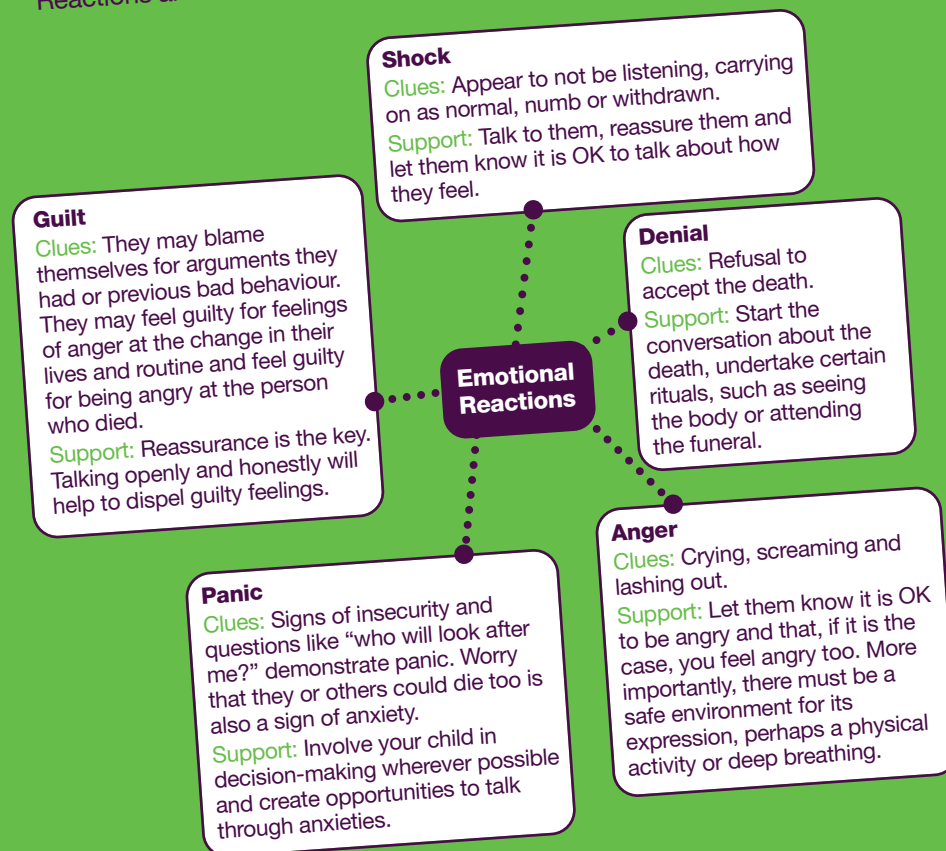 Reactions
Shock
Clues: Appear to not be listening, carrying
on as normal, numb or withdrawn.
Support: Talk to them, reassure them and
let them know it is OK to talk about how
they feel.
Guilt
Clues: They may blame
themselves for arguments they
had or previous bad behaviour.
They may feel guilty for feelings
of anger at the change in their
lives and routine and feel guilty
for being angry at the person
who died.
Support: Reassurance is the key.
Talking openly and honestly will
help to dispel guilty feelings.
Denial
Clues: Refusal to
accept the death.
Support: Start the
conversation about the
death, undertake certain
rituals, such as seeing
the body or attending
the funeral.
Emotional
Reactions
Panic
Clues: Signs of insecurity and
questions like “who will look after
me?” demonstrate panic. Worry
that they or others could die too is
also a sign of anxiety.
Support: Involve your child in
decision-making wherever possible
and create opportunities to talk
through anxieties.
Anger
Clues: Crying, screaming and
lashing out.
Support: Let them know it is OK
to be angry and that, if it is the
case, you feel angry too. More
importantly, there must be a
safe environment for its
expression, perhaps a physical
activity or deep breathing.